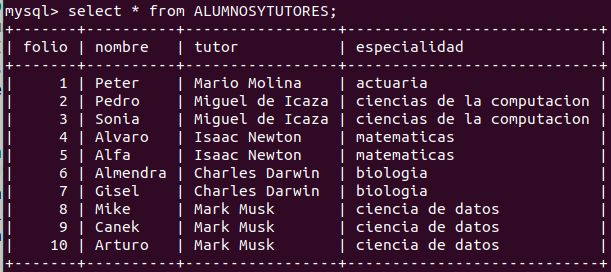 mysql> select * from ALUMNOSYTUTORES;
+-------+----------+------------------+----------------------------+
| folio | nombre   | tutor            | especialidad               |
+-------+----------+------------------+----------------------------+
|     1 | Peter    | Mario Molina     | actuaria                   |
|     2 | Pedro    | Miguel de Icaza  | ciencias de la computacion |
|     3 | Sonia    | Miguel de Icaza  | ciencias de la computacion |
|     4 | Alvaro   | Isaac Newton     | matematicas                |
|     5 | Alfa     | Isaac Newton     | matematicas                |
|     6 | Almendra | Charles Darwin   | biologia                   |
|     7 | Gisel    | Charles Darwin   | biologia                   |
|     8 | Mike     | Mark Musk        | ciencia de datos           |
|     9 | Canek    | Mark Musk        | ciencia de datos           |
|    10 | Arturo   | Mark Musk        | ciencia de datos           |
+-------+----------+------------------+----------------------------+